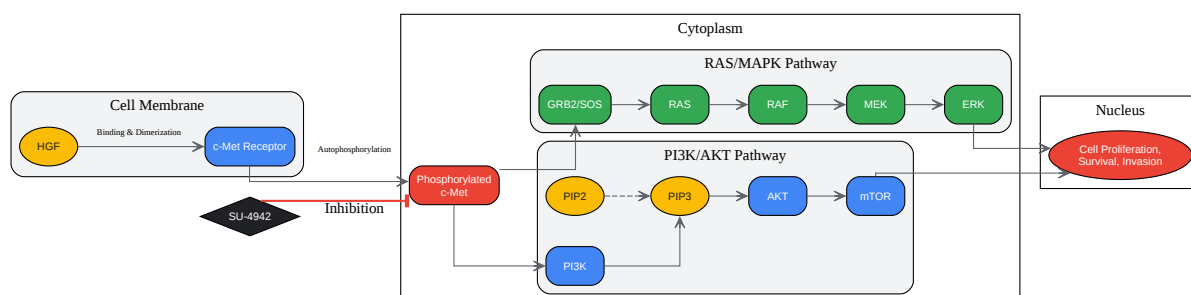 Cytoplasm
RAS/MAPK Pathway
GRB2/SOS
RAS
RAF
MEK
ERK
Cell Membrane
Binding & Dimerization
HGF
c-Met Receptor
Autophosphorylation
Nucleus
Cell Proliferation,
Survival, Invasion
PI3K/AKT Pathway
Phosphorylated
c-Met
PIP2
PIP3
AKT
mTOR
SU-4942
Inhibition
PI3K